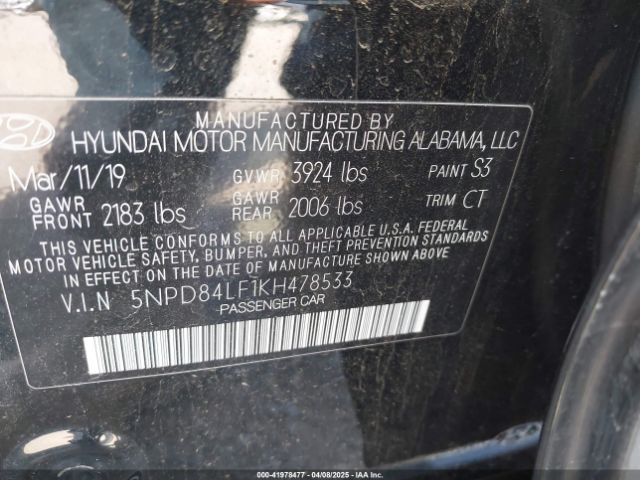 MANUFACTURED BY
HYUNDAI MOTOR MANUFACTURING ALABAMA, LLC
Mar/11/19 GVWR 3924 lbs PAINT S3
GAWR FRONT 2183 lbs GAWR REAR 2006 lbs TRIM CT
THIS VEHICLE CONFORMS TO ALL APPLICABLE U.S.A. FEDERAL
MOTOR VEHICLE SAFETY, BUMPER, AND THEFT PREVENTION STANDARDS
IN EFFECT ON THE DATE OF MANUFACTURE SHOWN ABOVE.
V.I.N 5NPD84LF1KH478533
PASSENGER CAR
000-41978477 - 04/08/2025 - IAAI.COM